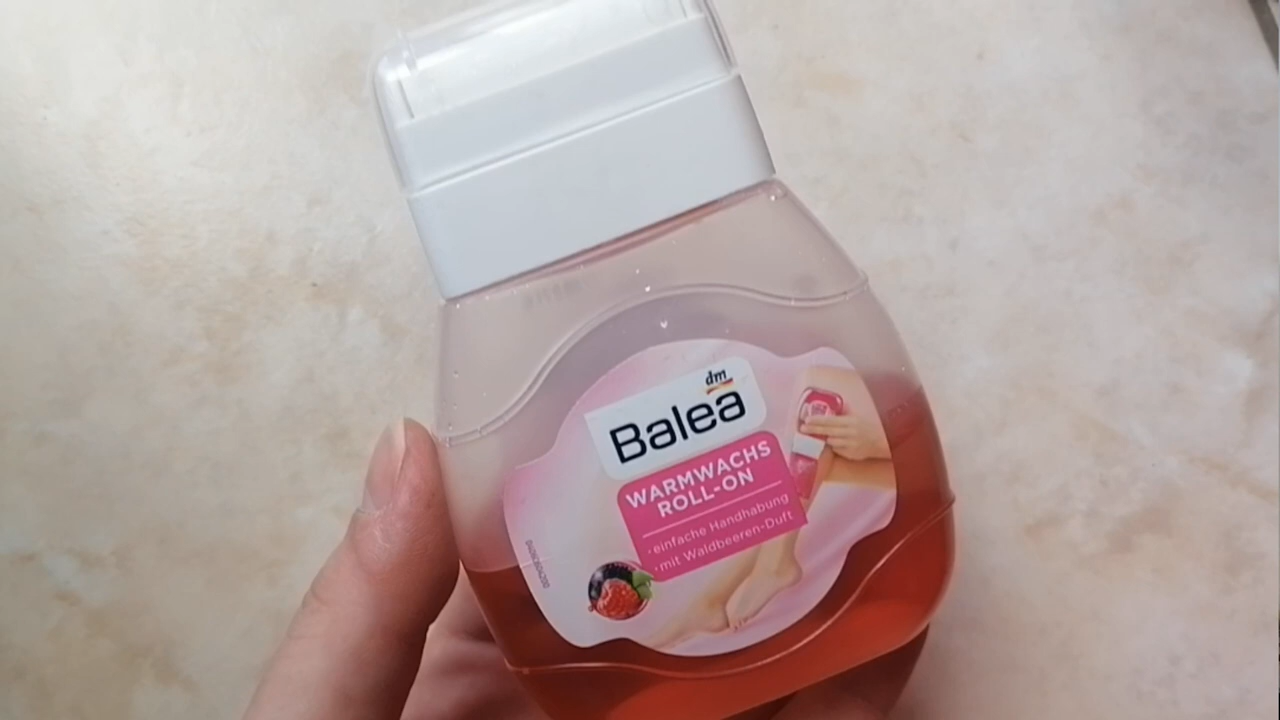 dm
Balea
WARMWACHS
ROLL-ON
· einfache Handhabung
· mit Waldbeeren-Duft